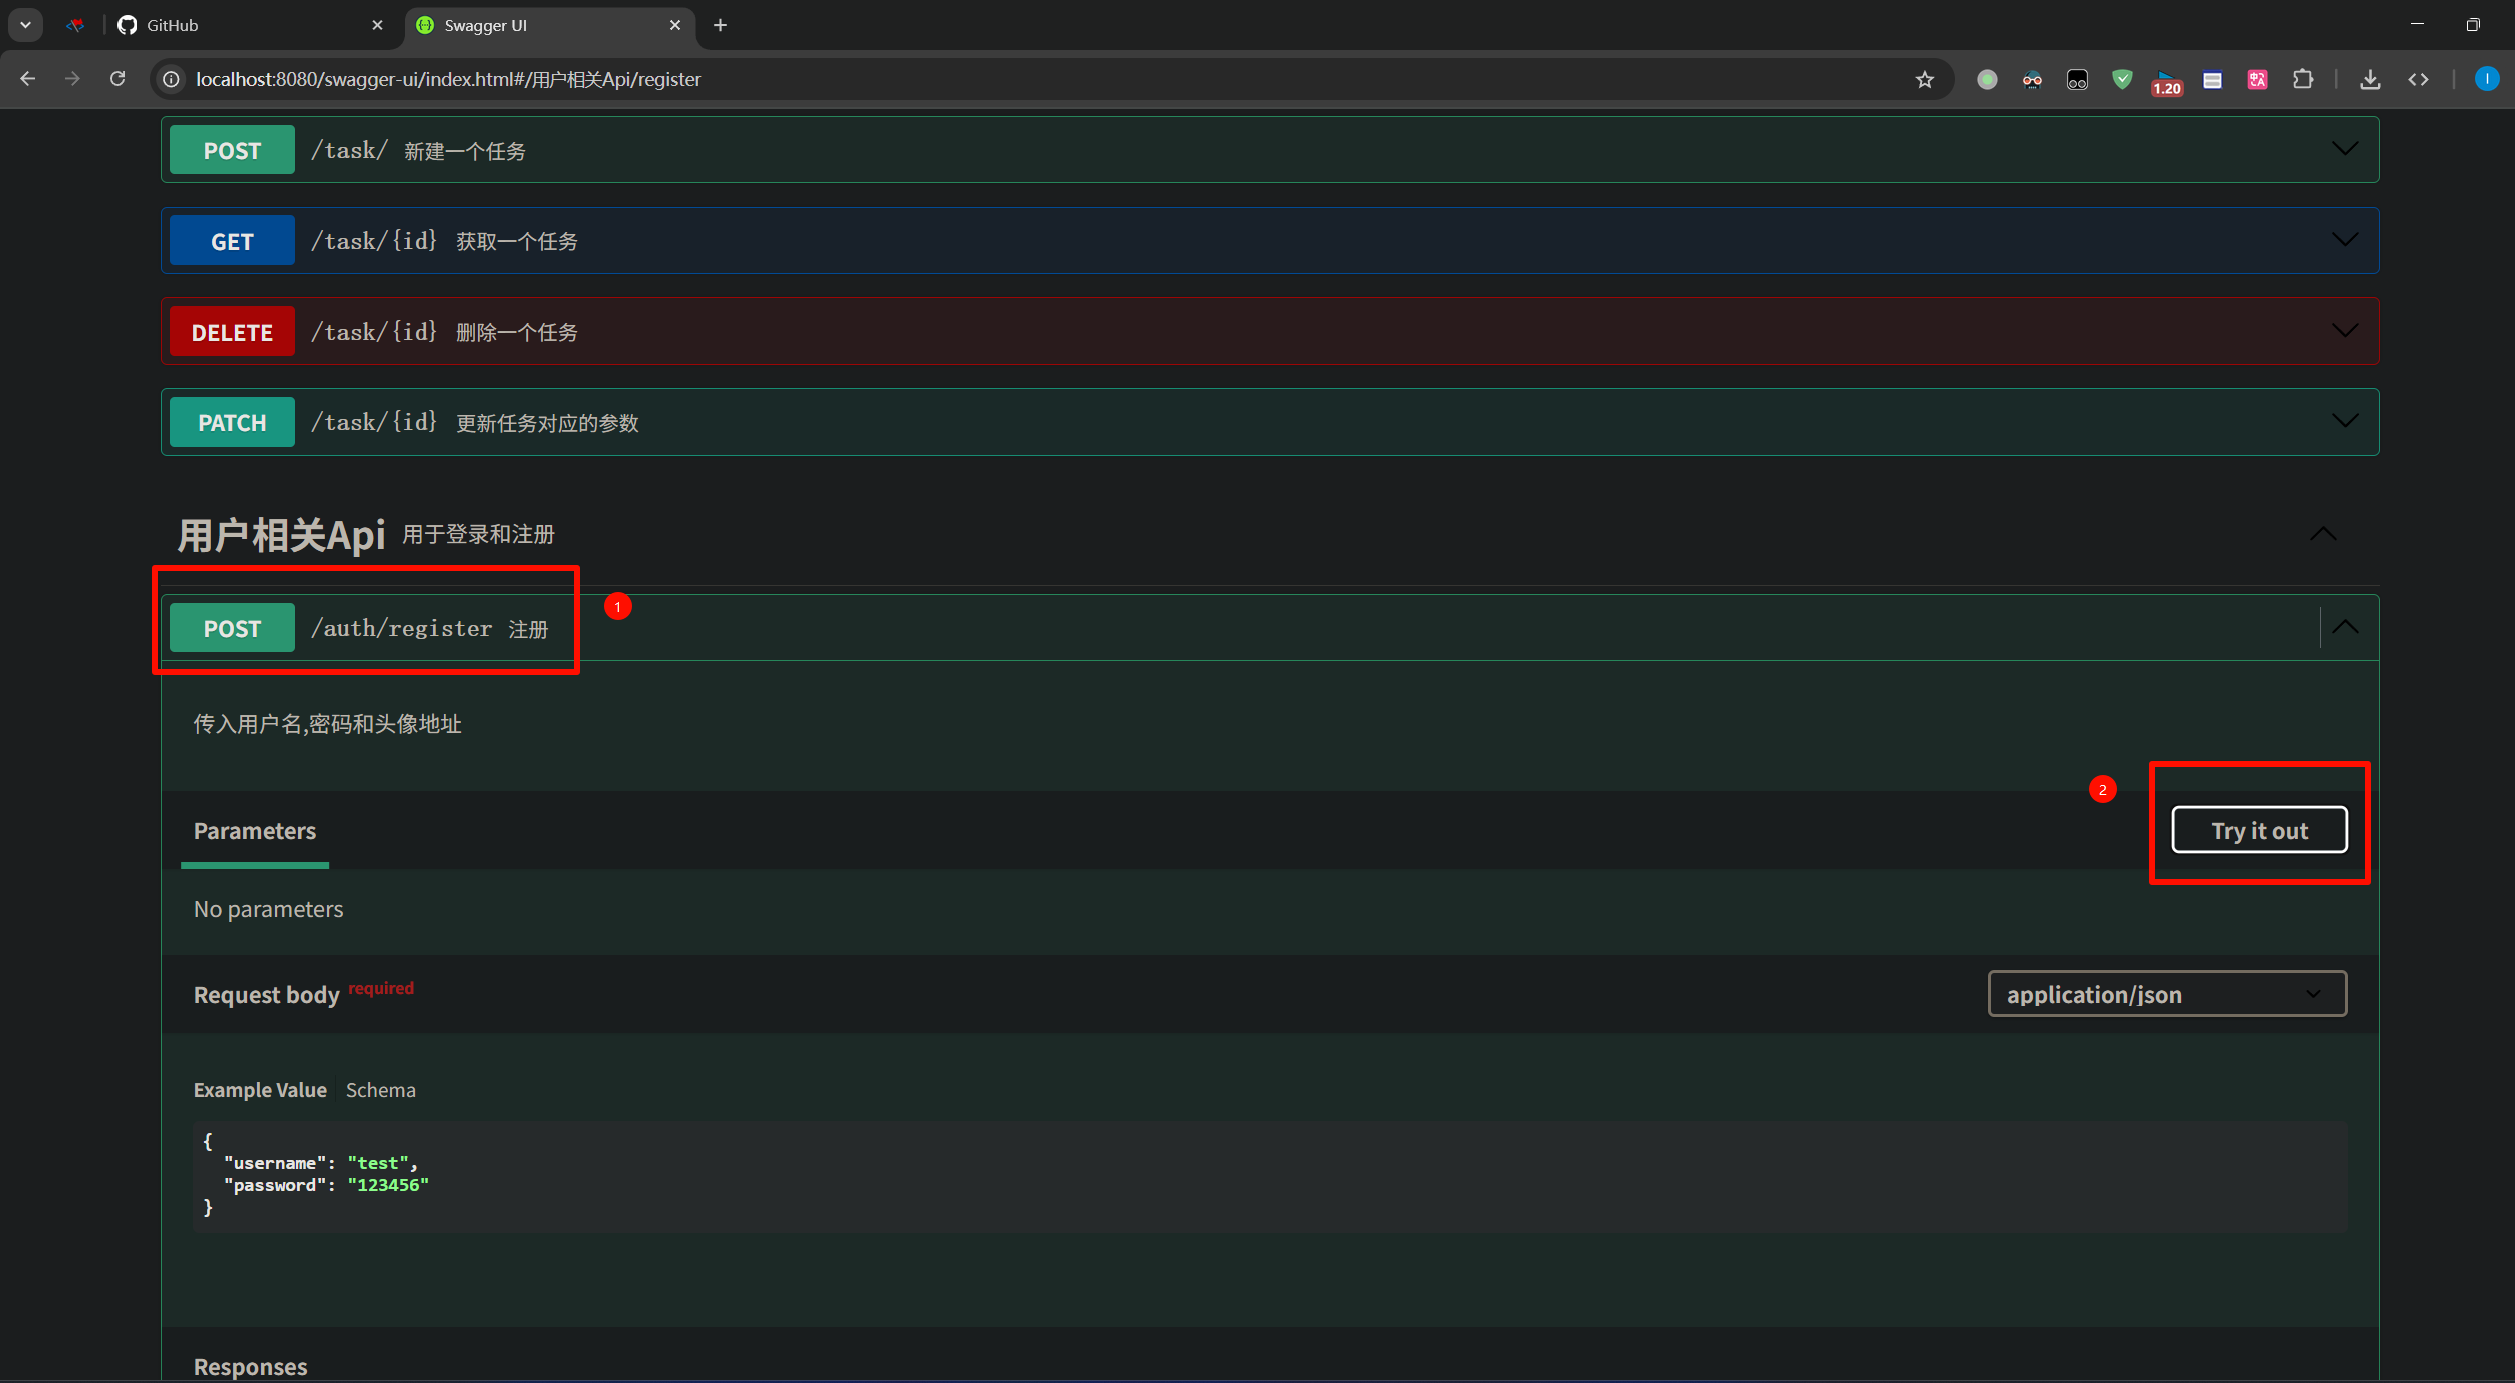 GitHub
Swagger UI
localhost:8080/swagger-ui/index.html#/用户相关Api/register
1.20
I
POST /task/ 新建一个任务
GET /task/{id} 获取一个任务
DELETE /task/{id} 删除一个任务
PATCH /task/{id} 更新任务对应的参数
用户相关Api 用于登录和注册
POST /auth/register 注册
1
传入用户名,密码和头像地址
2
Parameters
Try it out
No parameters
Request body required
application/json
Example Value Schema
{
"username": "test",
"password": "123456"
}
Responses